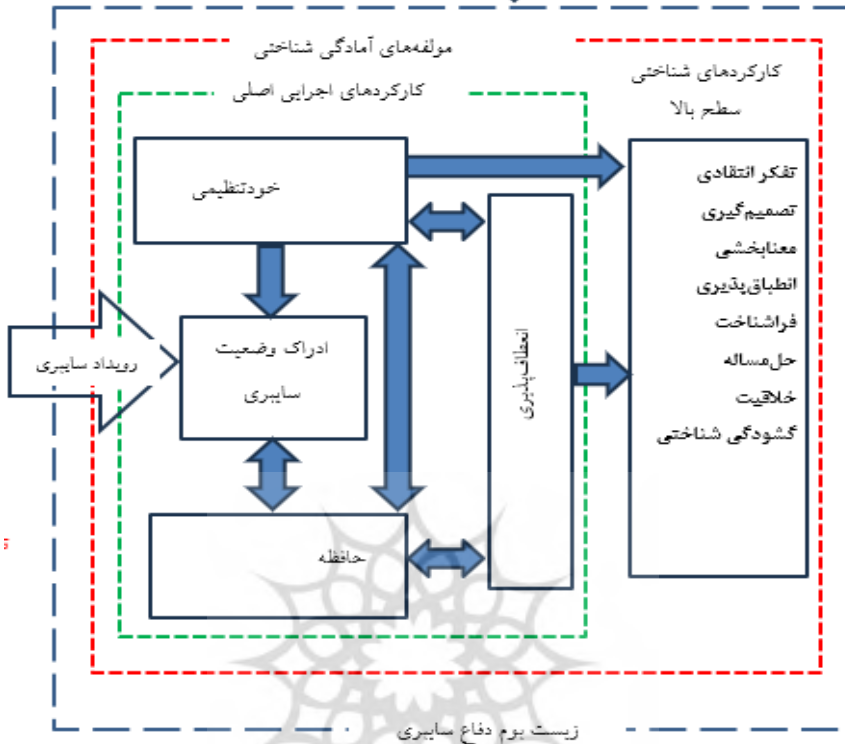 مولفه‌های آمادگی شناختی
کارکردهای شناختی
سطح بالا
کارکردهای اجرایی اصلی
خودتنظیمی
تفکر انتقادی
تصمیم‌گیری
معنابخشی
انطباق‌پذیری
فراشناخت
حل‌مساله
خلاقیت
گشودگی شناختی
رویداد سایبری
ادراک وضعیت
سایبری
انعطاف‌پذیری
حافظه
زیست بوم دفاع سایبری